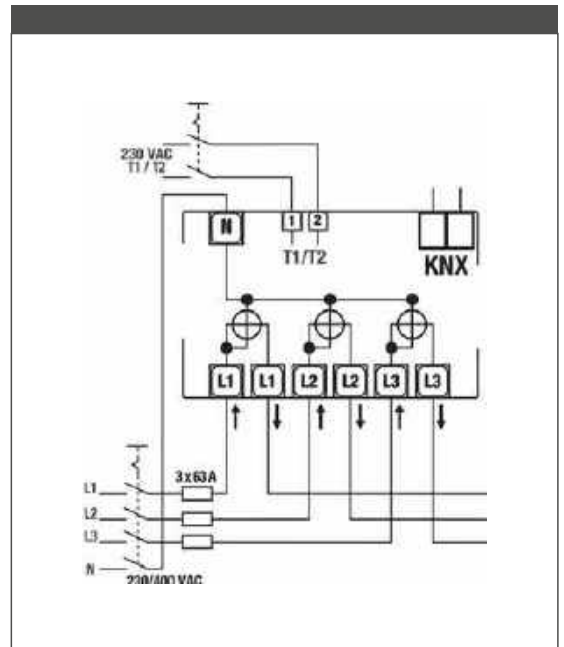 230 VAC
T1 / T2
N 1 2
T1/T2
KNX
L1 L1 L2 L2 L3 L3
3x63A
L1
L2
L3
N
230/400 VAC